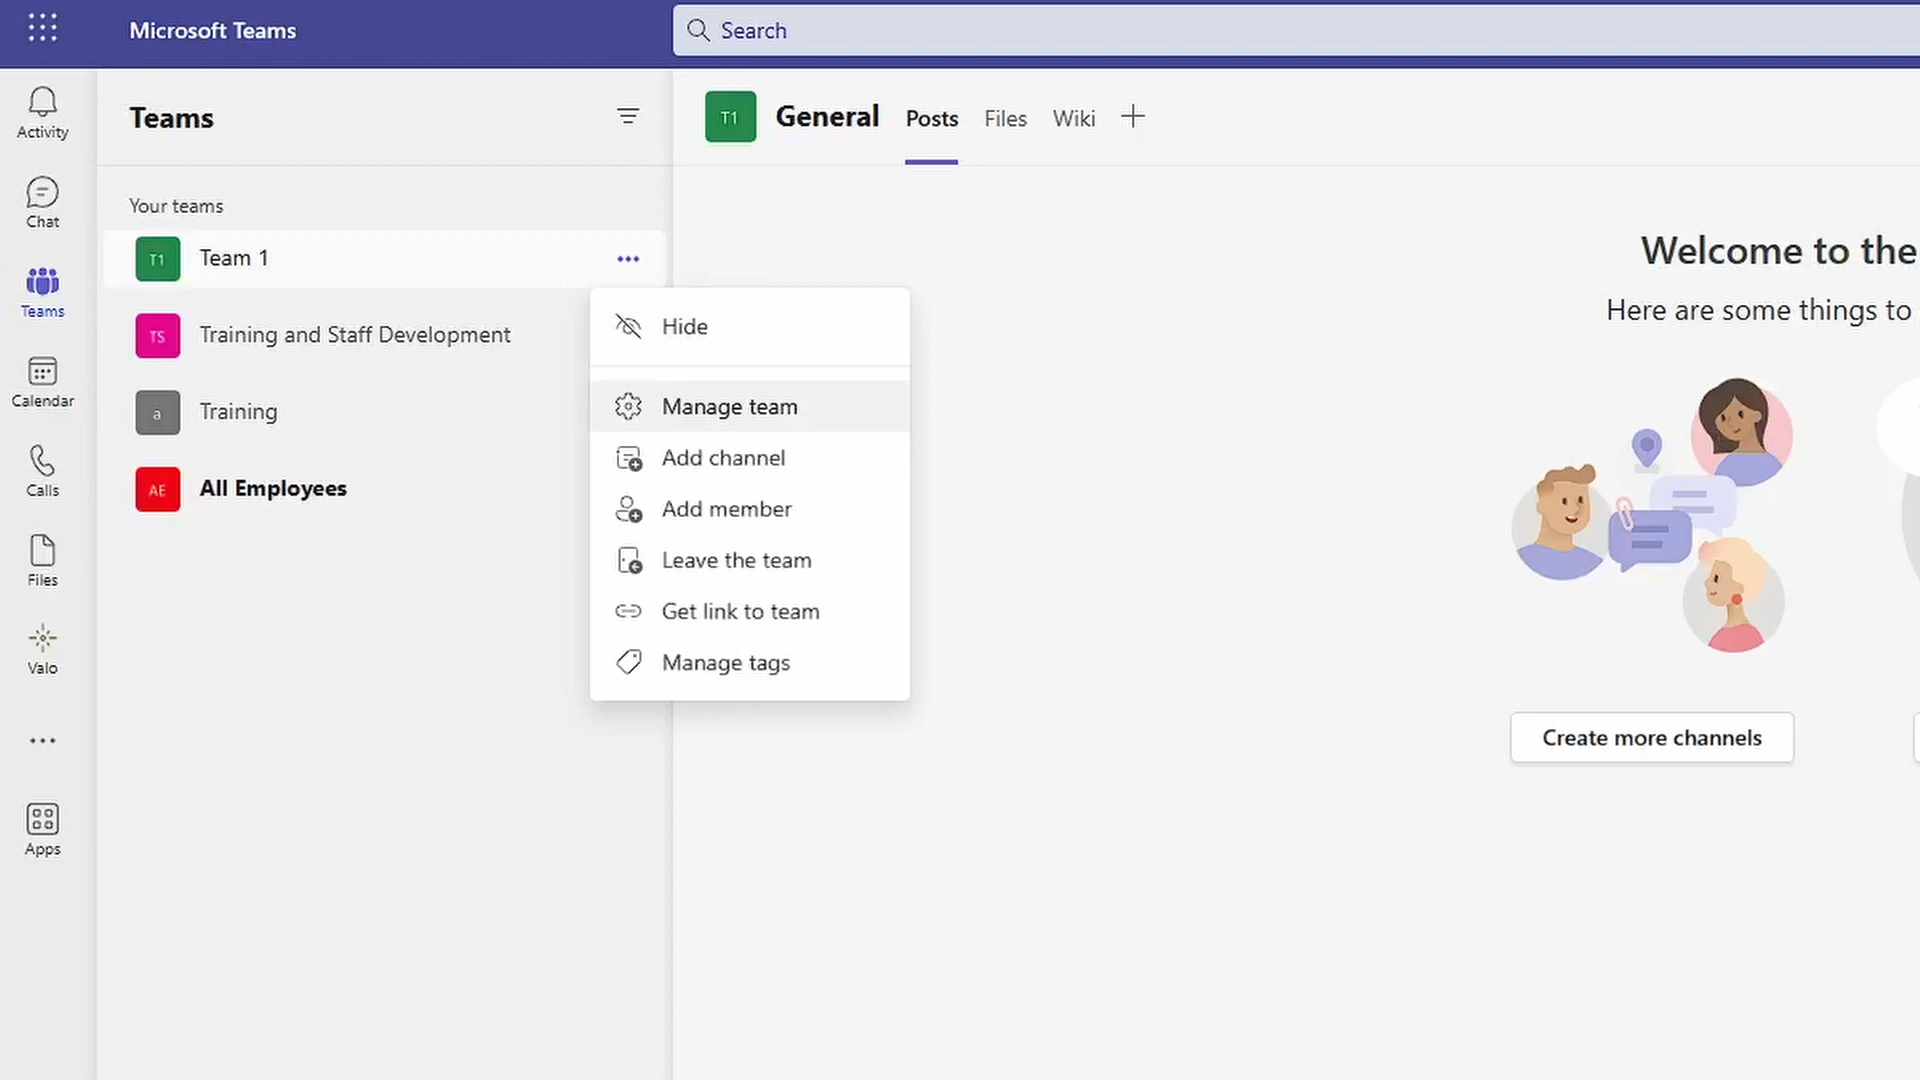 Microsoft Teams
Search
Activity
Chat
Teams
Calendar
Calls
Files
Valo
Apps
Teams
Your teams
T1 Team 1
TS Training and Staff Development
a Training
AE All Employees
Hide
Manage team
Add channel
Add member
Leave the team
Get link to team
Manage tags
T1 General Posts Files Wiki
Welcome to the
Here are some things to
Create more channels